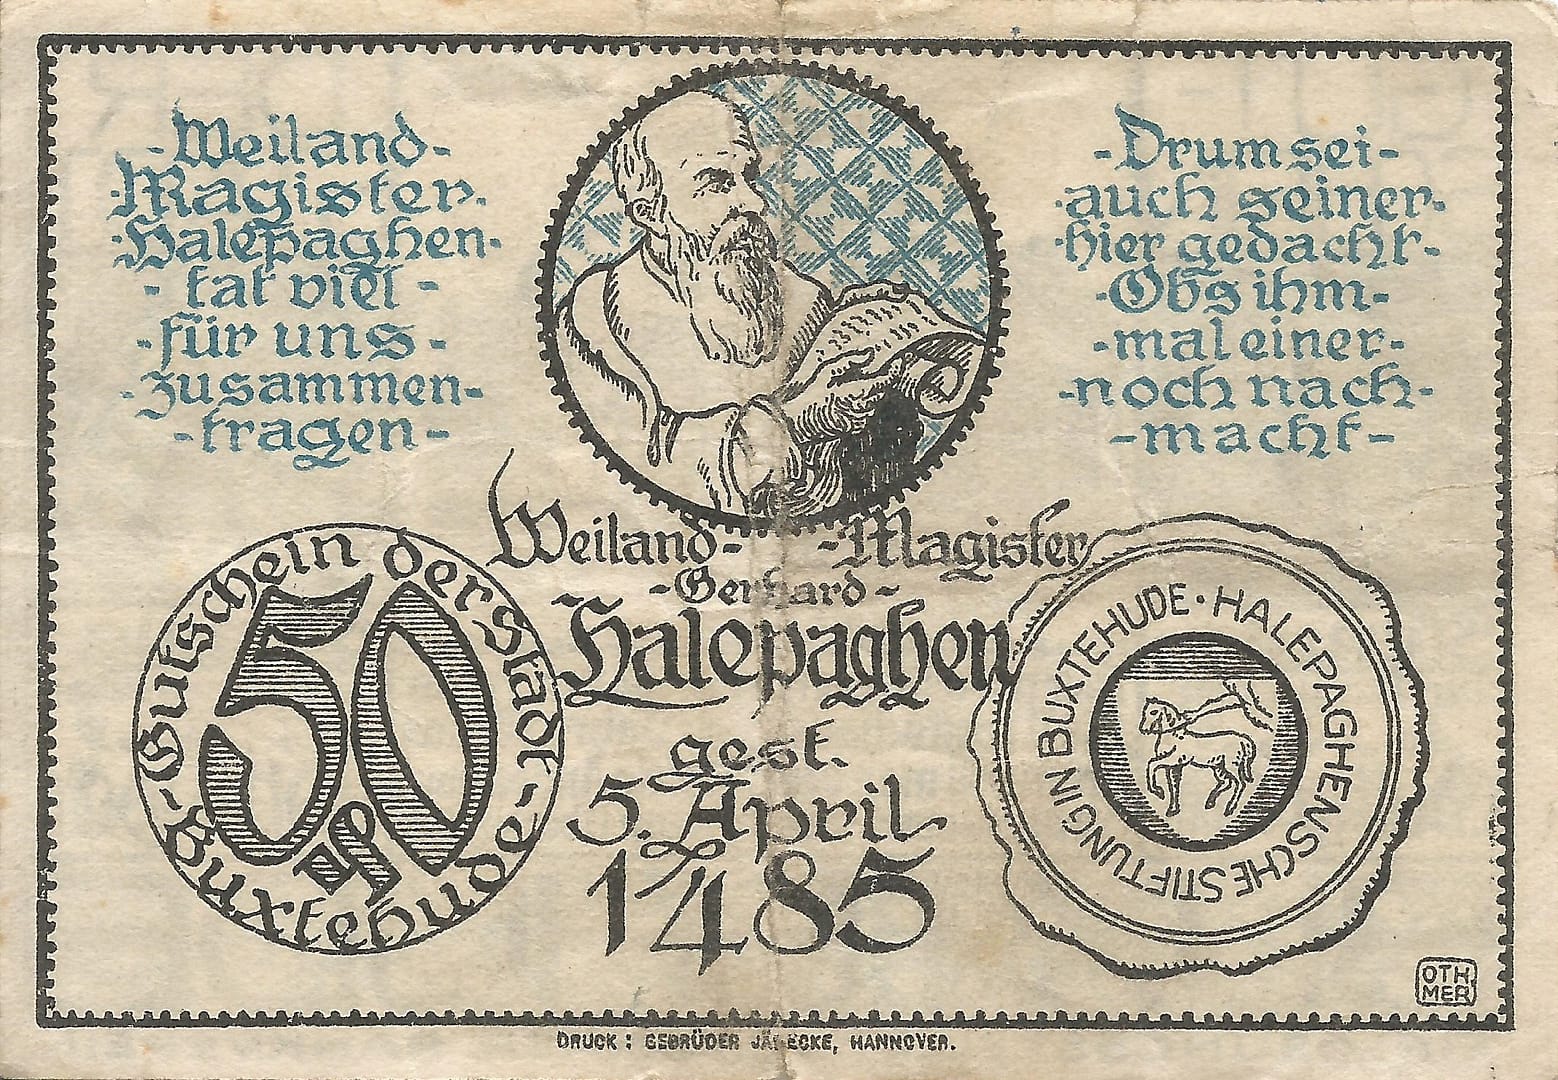 -Weiland-
-Magister-
-Halepaghen-
- tat viel -
- für uns -
-zusammen-
-tragen-
-Drum sei-
-auch seiner-
-hier gedacht-
-Obs ihm-
-mal einer-
-noch nach-
-macht-
Weiland- -Magister
-Gerhard-
Halepaghen
gest.
5. April
1485
Gutschein der Stadt
-Buxtehude-
50
₰
HALEPAGHENSCHE STIFTUNG IN BUXTEHUDE ·
OTH
MER
DRUCK : GEBRÜDER JÄNECKE, HANNOVER.